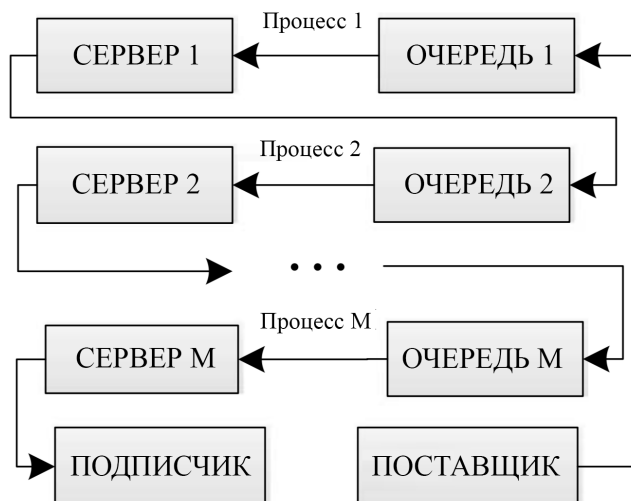 Процесс 1
СЕРВЕР 1
ОЧЕРЕДЬ 1
Процесс 2
СЕРВЕР 2
ОЧЕРЕДЬ 2
• • •
Процесс М
СЕРВЕР М
ОЧЕРЕДЬ М
ПОДПИСЧИК
ПОСТАВЩИК